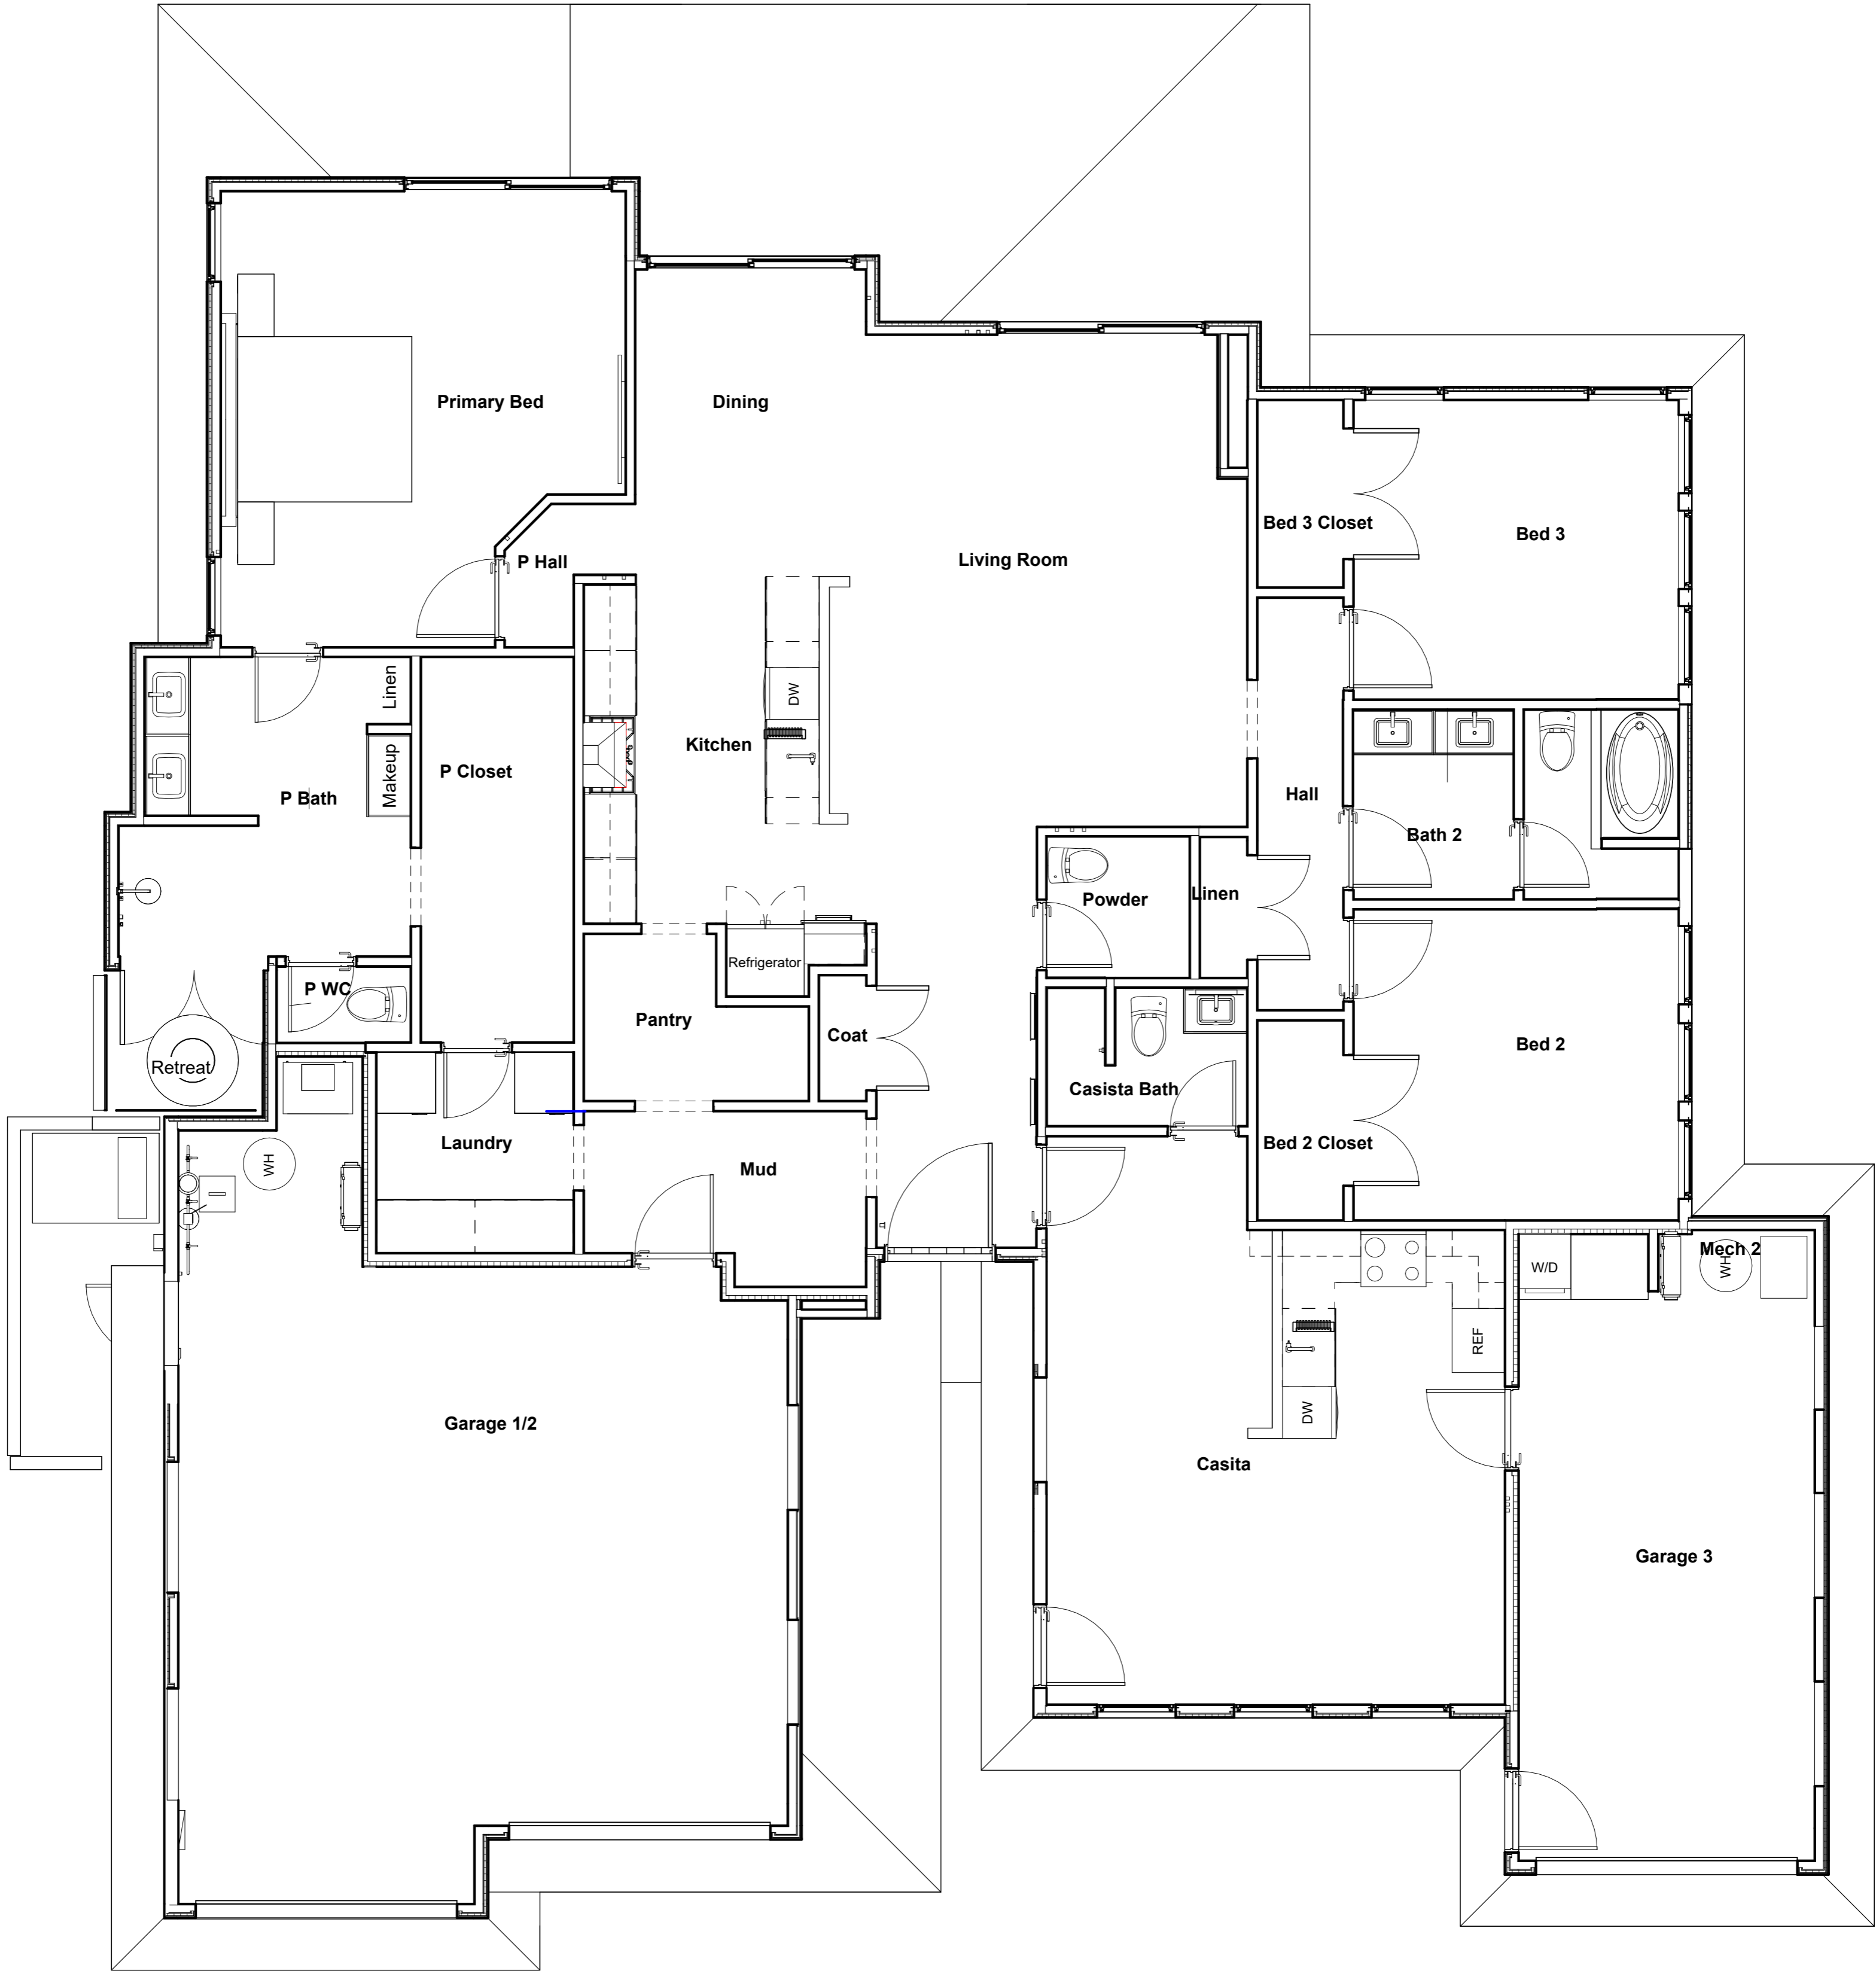 Primary Bed
Dining
Bed 3 Closet
Bed 3
P Hall
Living Room
Linen
DW
Kitchen
Makeup
P Closet
P Bath
Hall
Bath 2
Powder
Linen
Refrigerator
P WC
Pantry
Coat
Bed 2
Retreat
Casista Bath
Laundry
Bed 2 Closet
WH
Mud
Mech 2
WH
W/D
REF
DW
Garage 1/2
Casita
Garage 3